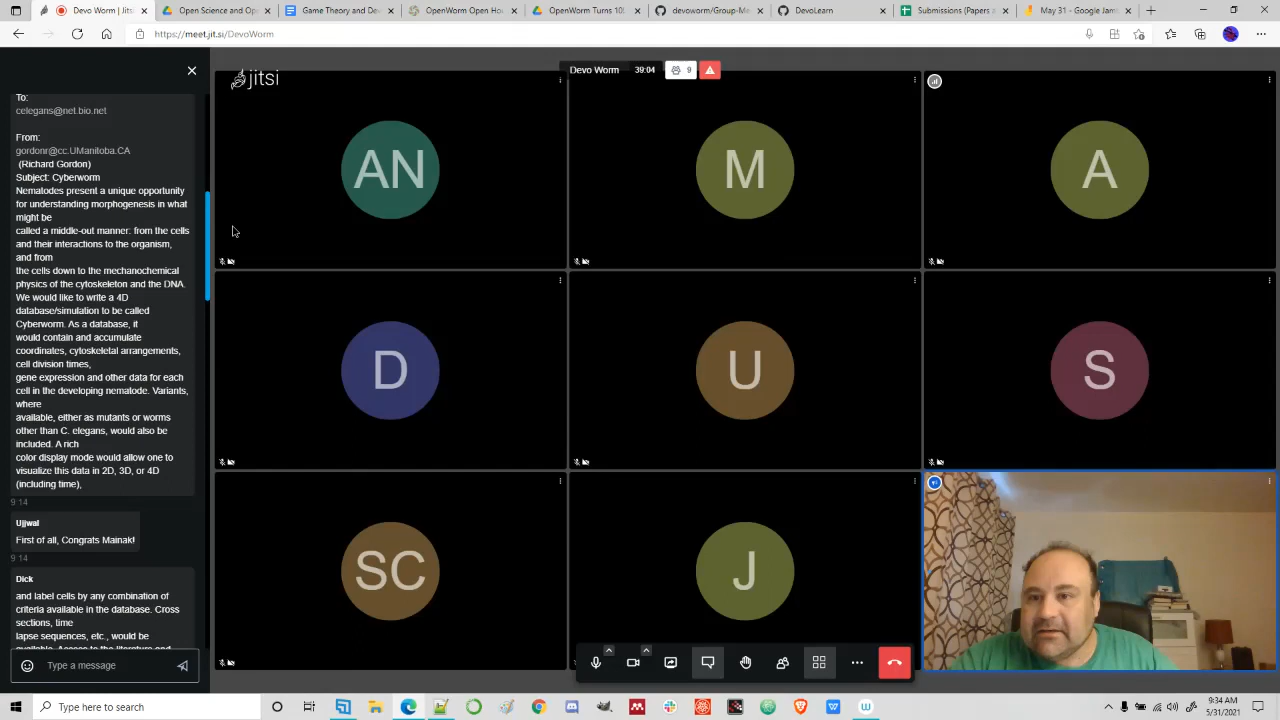 Devo Worm | Jitsi
Open Science and Op
Game Theory and Dev
OpenWorm Open Hou
OpenWorm Turns 10!
devoworm/Group-Me
DevoLearn
Submissions (Papers
May 31 - Google Jam
https://meet.jit.si/DevoWorm
To:
celegans@net.bio.net
From:
gordonr@cc.UManitoba.CA
(Richard Gordon)
Subject: Cyberworm
Nematodes present a unique opportunity
for understanding morphogenesis in what
might be
called a middle-out manner: from the cells
and their interactions to the organism,
and from
the cells down to the mechanochemical
physics of the cytoskeleton and the DNA.
We would like to write a 4D
database/simulation to be called
Cyberworm. As a database, it
would contain and accumulate
coordinates, cytoskeletal arrangements,
cell division times,
gene expression and other data for each
cell in the developing nematode. Variants,
where
available, either as mutants or worms
other than C. elegans, would also be
included. A rich
color display mode would allow one to
visualize this data in 2D, 3D, or 4D
(including time),
9:14
Ujjwal
First of all, Congrats Mainak!
9:14
Dick
and label cells by any combination of
criteria available in the database. Cross
sections, time
lapse sequences, etc., would be
available. Access to the literature and
Type a message
jitsi
Devo Worm 39:04 9
AN
M
A
D
U
S
SC
J
Type here to search
9:34 AM
5/31/2021